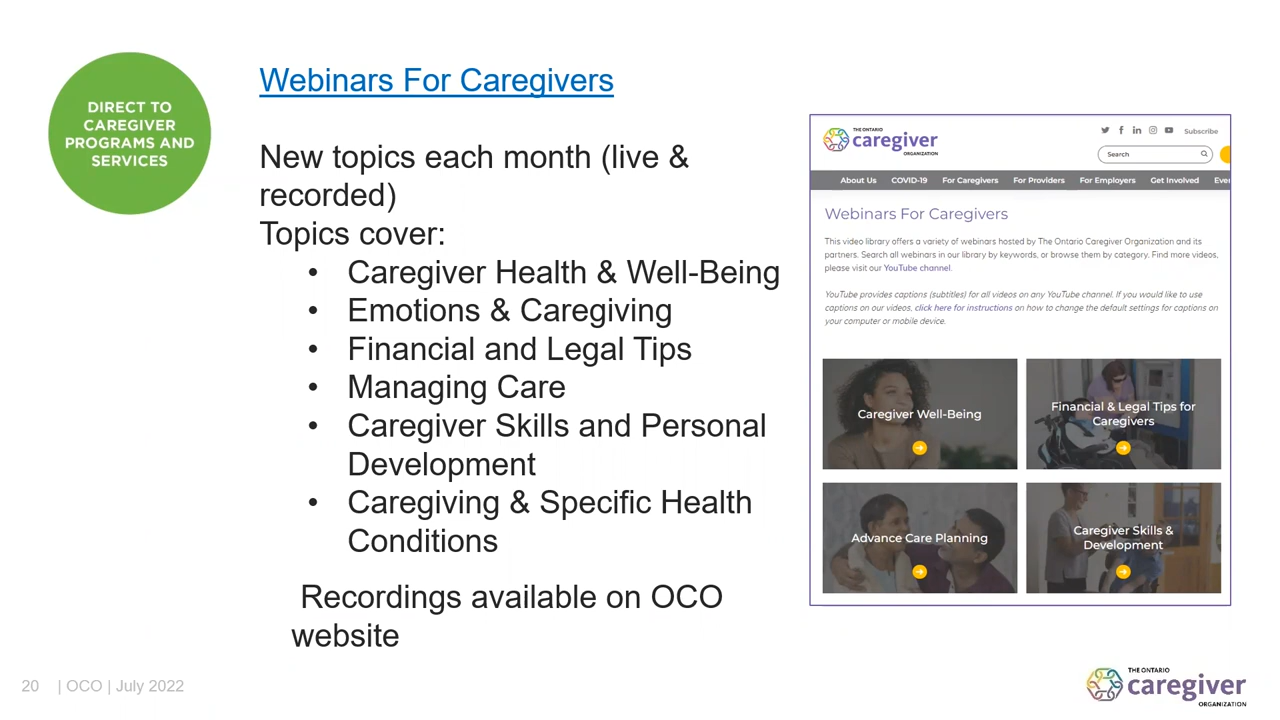 DIRECT TO
CAREGIVER
PROGRAMS AND
SERVICES
Webinars For Caregivers
New topics each month (live &
recorded)
Topics cover:
• Caregiver Health & Well-Being
• Emotions & Caregiving
• Financial and Legal Tips
• Managing Care
• Caregiver Skills and Personal
Development
• Caregiving & Specific Health
Conditions
Recordings available on OCO
website
THE ONTARIO
caregiver
ORGANIZATION
Subscribe
Search
About Us COVID-19 For Caregivers For Providers For Employers Get Involved Ever
Webinars For Caregivers
This video library offers a variety of webinars hosted by The Ontario Caregiver Organization and its
partners. Search all webinars in our library by keywords, or browse them by category. Find more videos,
please visit our YouTube channel.
YouTube provides captions (subtitles) for all videos on any YouTube channel. If you would like to use
captions on our videos, click here for instructions on how to change the default settings for captions on
your computer or mobile device.
Caregiver Well-Being
Financial & Legal Tips for
Caregivers
Advance Care Planning
Caregiver Skills &
Development
20 | OCO | July 2022
THE ONTARIO
caregiver
ORGANIZATION